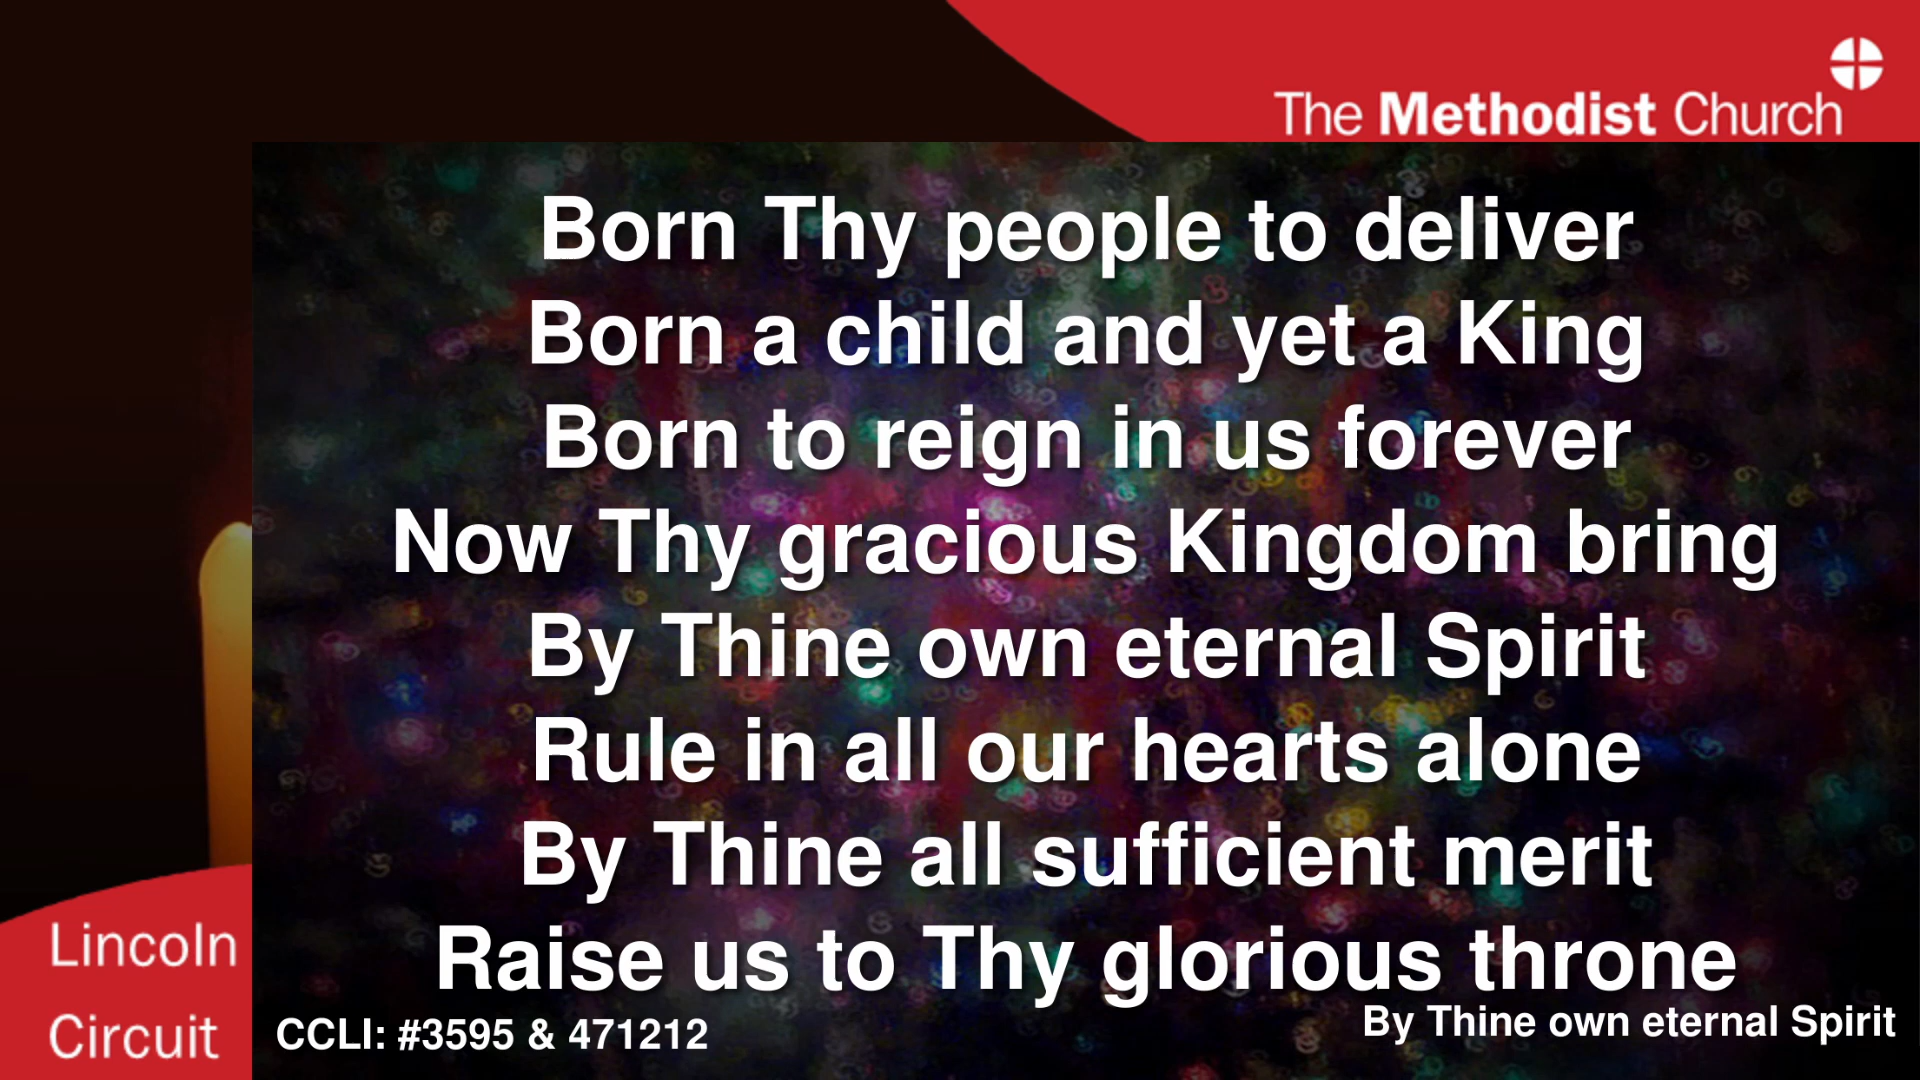 The Methodist Church
Born Thy people to deliver
Born a child and yet a King
Born to reign in us forever
Now Thy gracious Kingdom bring
By Thine own eternal Spirit
Rule in all our hearts alone
By Thine all sufficient merit
Raise us to Thy glorious throne
Lincoln
Circuit
CCLI: #3595 & 471212
By Thine own eternal Spirit